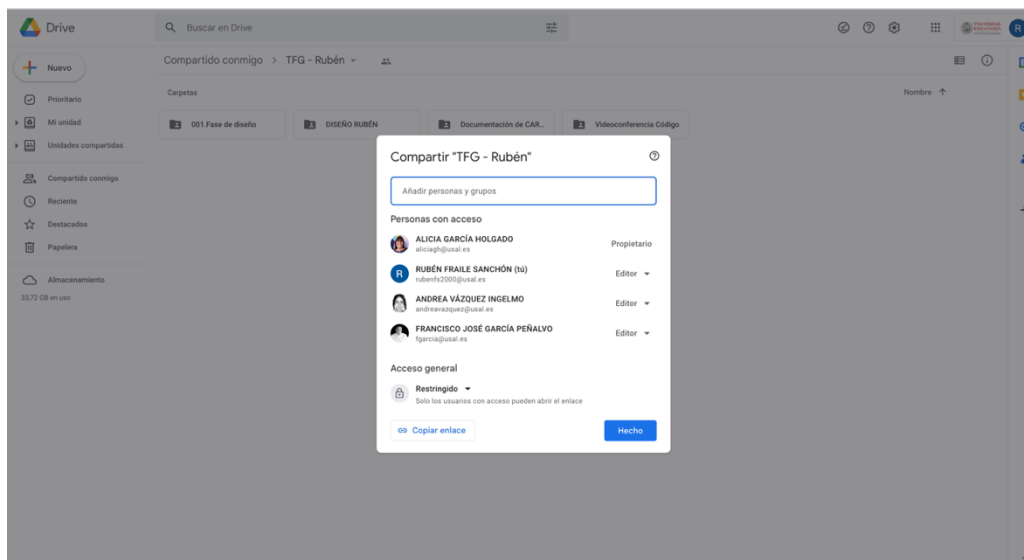 Drive
Buscar en Drive
Nuevo
Compartido conmigo > TFG - Rubén
Carpetas
Nombre
Prioritario
Mi unidad
Unidades compartidas
Compartido conmigo
Reciente
Destacados
Papelera
Almacenamiento
33,72 GB en uso
001.Fase de diseño
DISEÑO RUBÉN
Documentación de CAR...
Videoconferencia Código
Compartir "TFG - Rubén"
Añadir personas y grupos
Personas con acceso
ALICIA GARCÍA HOLGADO
aliciagh@usal.es
Propietario
R
RUBÉN FRAILE SANCHÓN (tú)
rubenfs2000@usal.es
Editor
ANDREA VÁZQUEZ INGELMO
andreavazquez@usal.es
Editor
FRANCISCO JOSÉ GARCÍA PEÑALVO
fgarcia@usal.es
Editor
Acceso general
Restringido
Solo los usuarios con acceso pueden abrir el enlace
Copiar enlace
Hecho
R